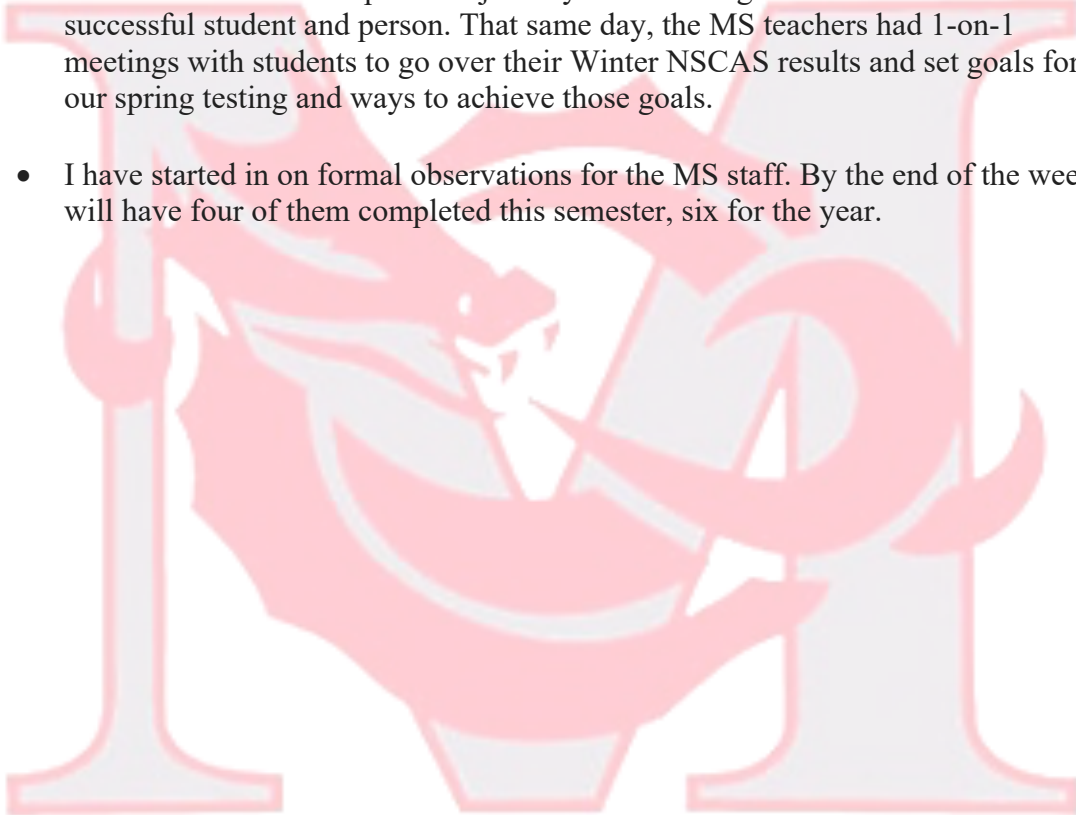 successful student and person. That same day, the MS teachers had 1-on-1
meetings with students to go over their Winter NSCAS results and set goals for
our spring testing and ways to achieve those goals.
• I have started in on formal observations for the MS staff. By the end of the
will have four of them completed this semester, six for the year.
M